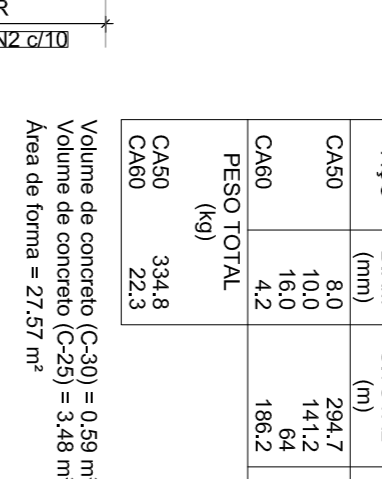 R
N2 c/10
(mm) (m)
CA50 8.0 294.7
10.0 141.2
16.0 64
CA60 4.2 186.2
PESO TOTAL
(kg)
CA50 334.8
CA60 22.3
Volume de concreto (C-30) = 0.59 m
Volume de concreto (C-25) = 3.48 m
Área de forma = 27.57 m²